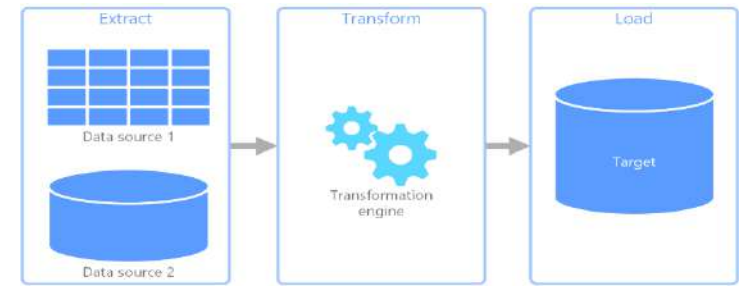 Extract
Transform
Load
Data source 1
Target
Transformation
engine
Data source 2